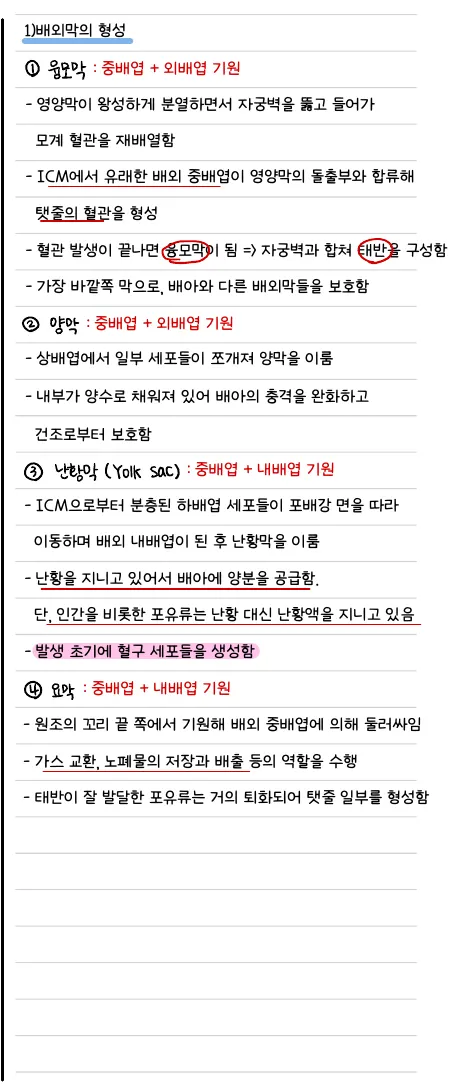 1)배외막의 형성
① 융모막 : 중배엽 + 외배엽 기원
- 영양막이 왕성하게 분열하면서 자궁벽을 뚫고 들어가
모계 혈관을 재배열함
- ICM에서 유래한 배외 중배엽이 영양막의 돌출부와 합류해
탯줄의 혈관을 형성
- 혈관 발생이 끝나면 융모막이 됨 => 자궁벽과 합쳐 태반을 구성함
- 가장 바깥쪽 막으로, 배아와 다른 배외막들을 보호함
② 양막 : 중배엽 + 외배엽 기원
- 상배엽에서 일부 세포들이 쪼개져 양막을 이룸
- 내부가 양수로 채워져 있어 배아의 충격을 완화하고
건조로부터 보호함
③ 난황막 (Yolk sac) : 중배엽 + 내배엽 기원
- ICM으로부터 분층된 하배엽 세포들이 포배강 면을 따라
이동하며 배외 내배엽이 된 후 난황막을 이룸
- 난황을 지니고 있어서 배아에 양분을 공급함.
단, 인간을 비롯한 포유류는 난황 대신 난황액을 지니고 있음
- 발생 초기에 혈구 세포들을 생성함
④ 요막 : 중배엽 + 내배엽 기원
- 원조의 꼬리 끝 쪽에서 기원해 배외 중배엽에 의해 둘러싸임
- 가스 교환, 노폐물의 저장과 배출 등의 역할을 수행
- 태반이 잘 발달한 포유류는 거의 퇴화되어 탯줄 일부를 형성함